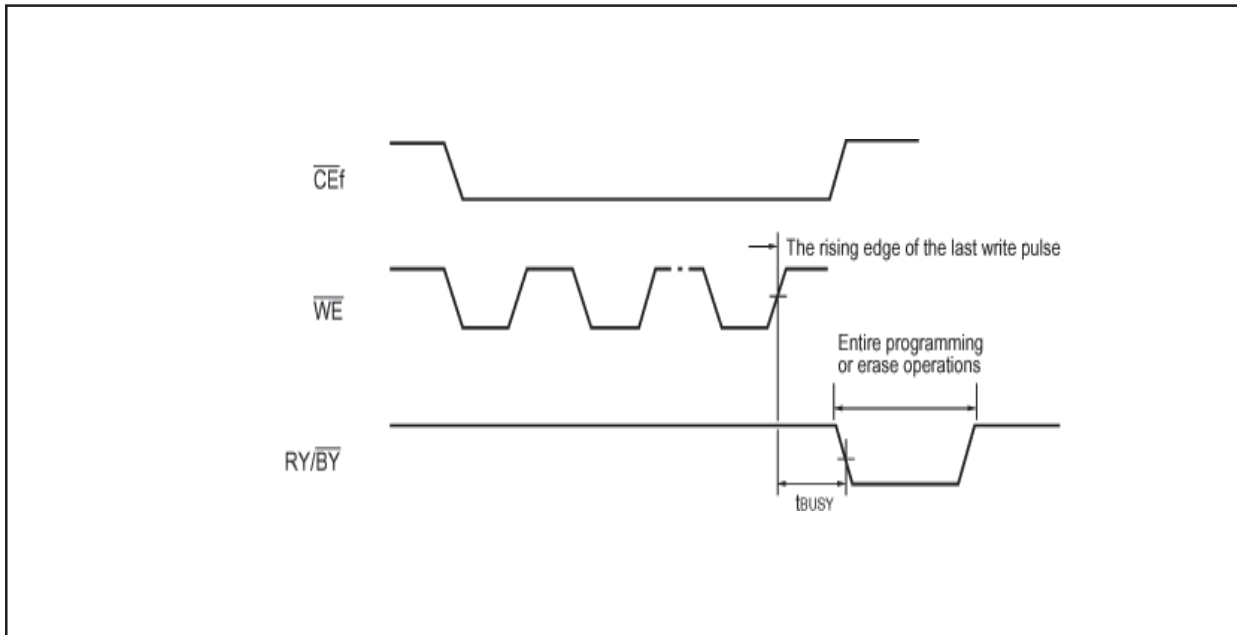 CEf
The rising edge of the last write pulse
WE
Entire programming
or erase operations
RY/BY
tBUSY